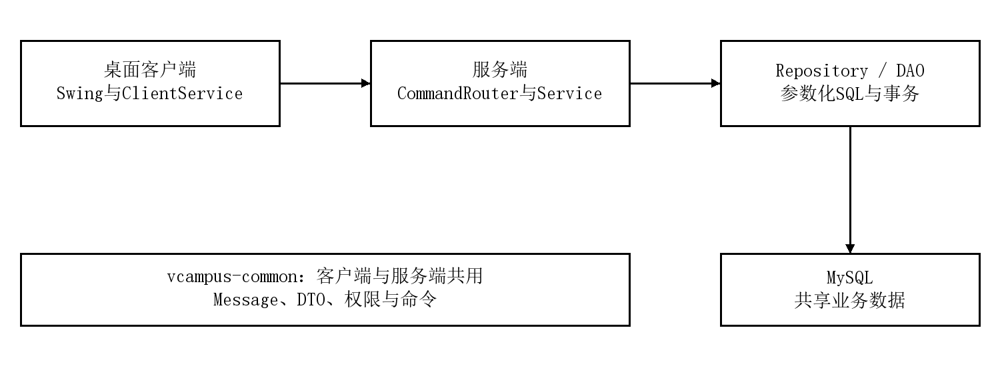 桌面客户端
Swing与ClientService
服务端
CommandRouter与Service
Repository / DAO
参数化SQL与事务
vcampus-common：客户端与服务端共用
Message、DTO、权限与命令
MySQL
共享业务数据